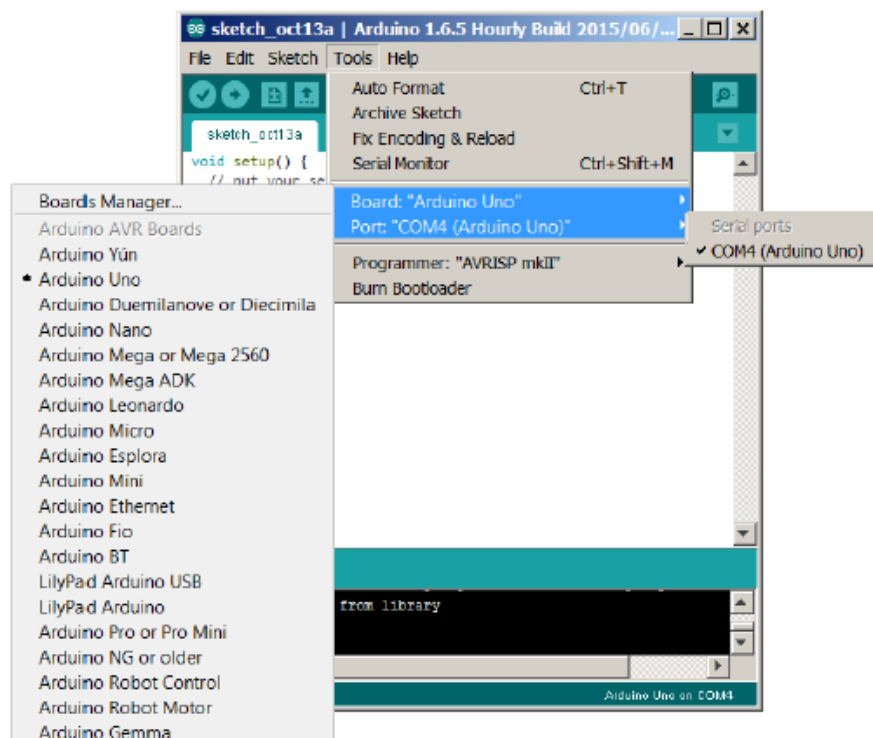 sketch_oct13a | Arduino 1.6.5 Hourly Build 2015/06/...
File Edit Sketch Tools Help
Auto Format Ctrl+T
Archive Sketch
Fix Encoding & Reload
Serial Monitor Ctrl+Shift+M
Board: "Arduino Uno"
Port: "COM4 (Arduino Uno)"
Programmer: "AVRISP mkII"
Burn Bootloader
sketch_oct13a
void setup() {
// put your se
Boards Manager...
Arduino AVR Boards
Arduino Yún
Arduino Uno
Arduino Duemilanove or Diecimila
Arduino Nano
Arduino Mega or Mega 2560
Arduino Mega ADK
Arduino Leonardo
Arduino Micro
Arduino Esplora
Arduino Mini
Arduino Ethernet
Arduino Fio
Arduino BT
LilyPad Arduino USB
LilyPad Arduino
Arduino Pro or Pro Mini
Arduino NG or older
Arduino Robot Control
Arduino Robot Motor
Arduino Gemma
Serial ports
COM4 (Arduino Uno)
from library
Arduino Uno on COM4